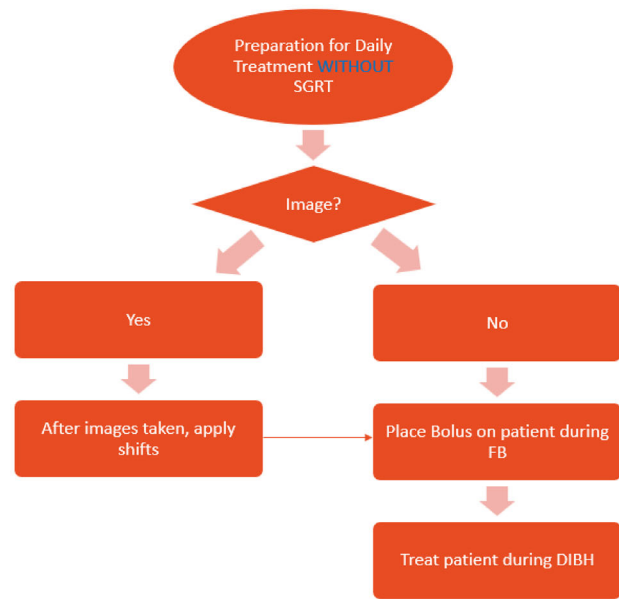 Preparation for Daily
Treatment WITHOUT
SGRT
Image?
Yes
No
After images taken, apply
shifts
Place Bolus on patient during
FB
Treat patient during DIBH